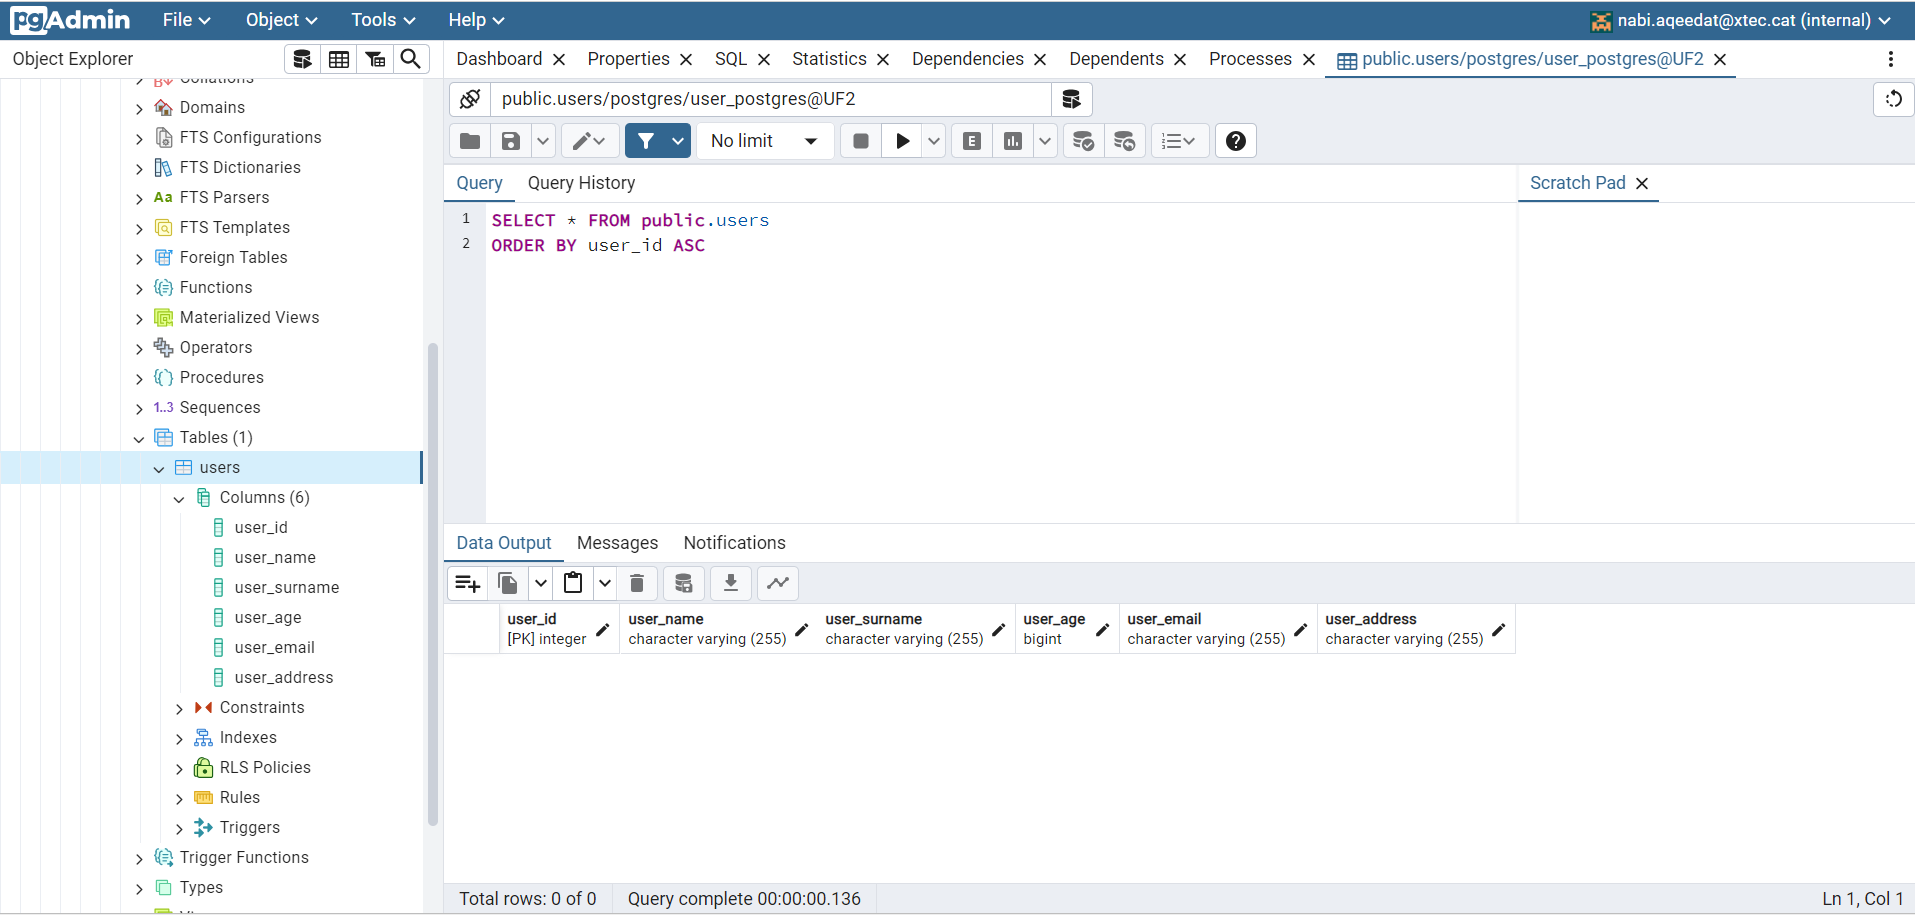 pgAdmin File Object Tools Help nabi.aqeedat@xtec.cat (internal)
Object Explorer
Dashboard Properties SQL Statistics Dependencies Dependents Processes public.users/postgres/user_postgres@UF2
Collations
Domains
FTS Configurations
FTS Dictionaries
Aa FTS Parsers
FTS Templates
Foreign Tables
Functions
Materialized Views
Operators
Procedures
1..3 Sequences
Tables (1)
users
Columns (6)
user_id
user_name
user_surname
user_age
user_email
user_address
Constraints
Indexes
RLS Policies
Rules
Triggers
Trigger Functions
Types
public.users/postgres/user_postgres@UF2
No limit E
Query Query History Scratch Pad
1 SELECT * FROM public.users
2 ORDER BY user_id ASC
Data Output Messages Notifications
user_id user_name user_surname user_age user_email user_address
[PK] integer character varying (255) character varying (255) bigint character varying (255) character varying (255)
Total rows: 0 of 0 Query complete 00:00:00.136 Ln 1, Col 1